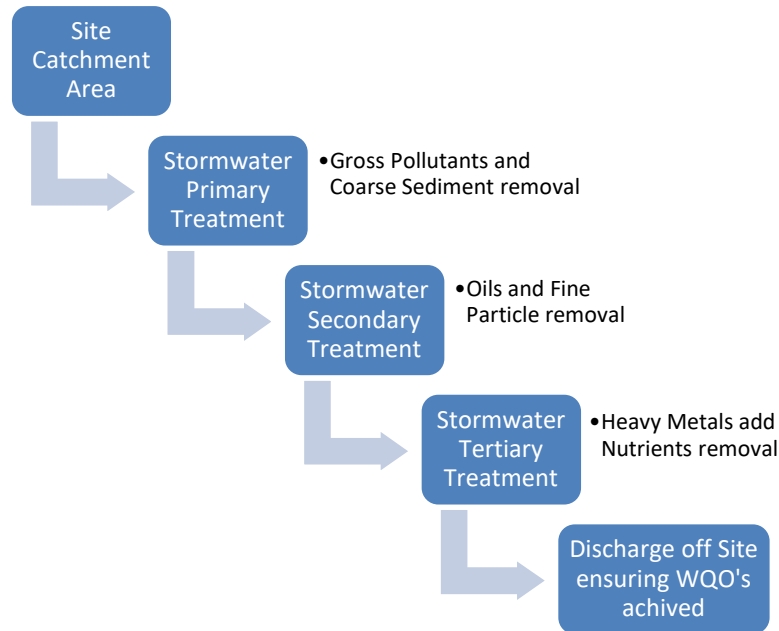 Site
Catchment
Area
Stormwater
Primary
Treatment
•Gross Pollutants and
Coarse Sediment removal
Stormwater
Secondary
Treatment
•Oils and Fine
Particle removal
Stormwater
Tertiary
Treatment
•Heavy Metals add
Nutrients removal
Discharge off Site
ensuring WQO's
achived